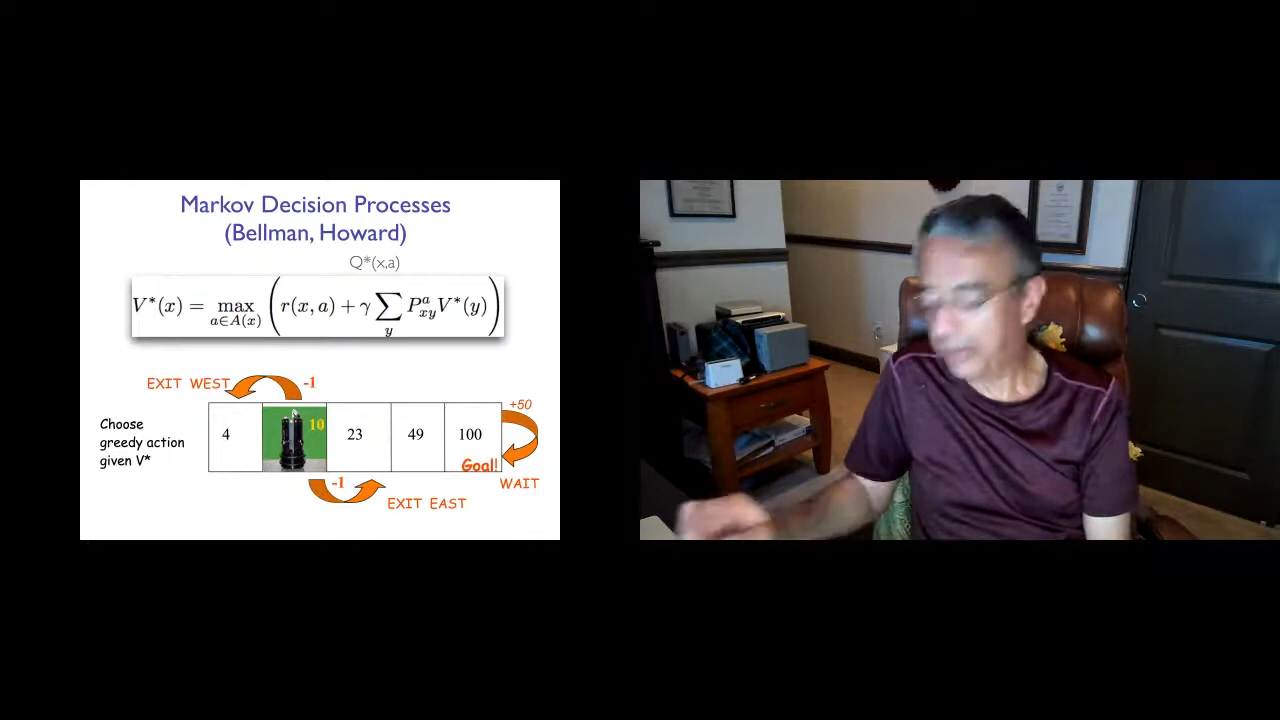 Markov Decision Processes
(Bellman, Howard)
Q*(x,a)
V*(x) = max_{a∈A(x)} ( r(x, a) + γ ∑_y P^a_{xy} V*(y) )
EXIT WEST
-1
+50
Choose
greedy action
given V*
4
10
23
49
100
Goal!
WAIT
-1
EXIT EAST